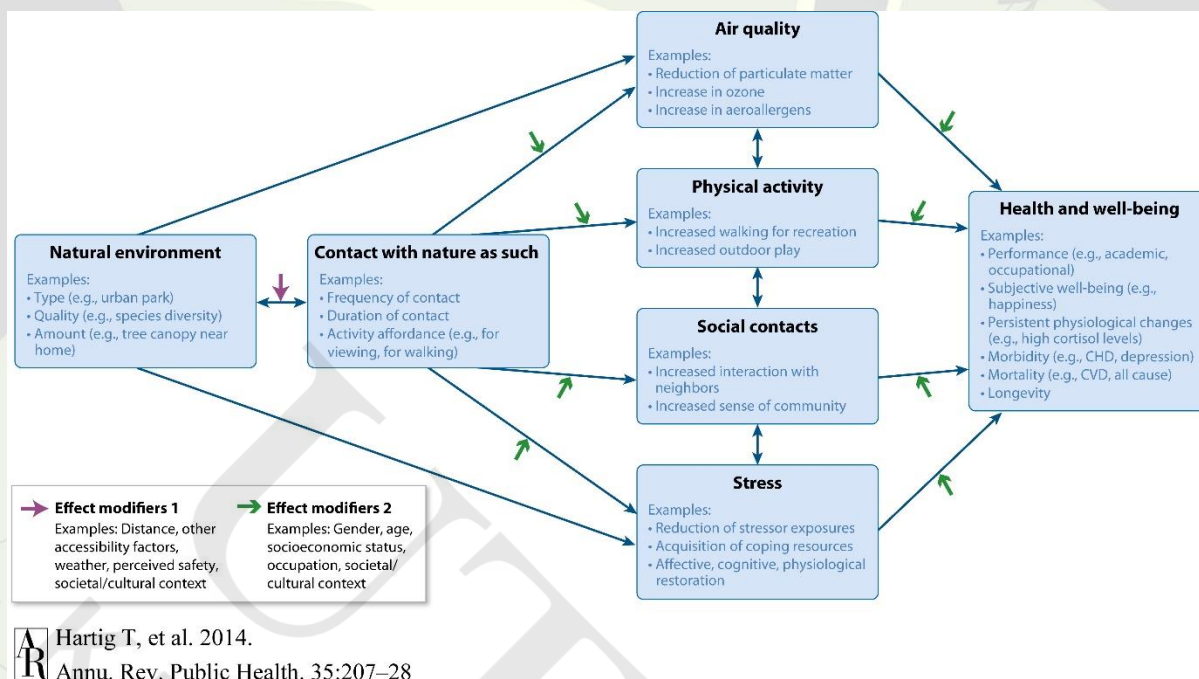 Air quality
Examples:
• Reduction of particulate matter
• Increase in ozone
• Increase in aeroallergens
Physical activity
Examples:
• Increased walking for recreation
• Increased outdoor play
Natural environment
Examples:
• Type (e.g., urban park)
• Quality (e.g., species diversity)
• Amount (e.g., tree canopy near
home)
Contact with nature as such
Examples:
• Frequency of contact
• Duration of contact
• Activity affordance (e.g., for
viewing, for walking)
Social contacts
Examples:
• Increased interaction with
neighbors
• Increased sense of community
Stress
Examples:
• Reduction of stressor exposures
• Acquisition of coping resources
• Affective, cognitive, physiological
restoration
Health and well-being
Examples:
• Performance (e.g., academic,
occupational)
• Subjective well-being (e.g.,
happiness)
• Persistent physiological changes
(e.g., high cortisol levels)
• Morbidity (e.g., CHD, depression)
• Mortality (e.g., CVD, all cause)
• Longevity
Effect modifiers 1
Examples: Distance, other
accessibility factors,
weather, perceived safety,
societal/cultural context
Effect modifiers 2
Examples: Gender, age,
socioeconomic status,
occupation, societal/
cultural context
AR
Hartig T, et al. 2014.
Annu. Rev. Public Health. 35:207–28